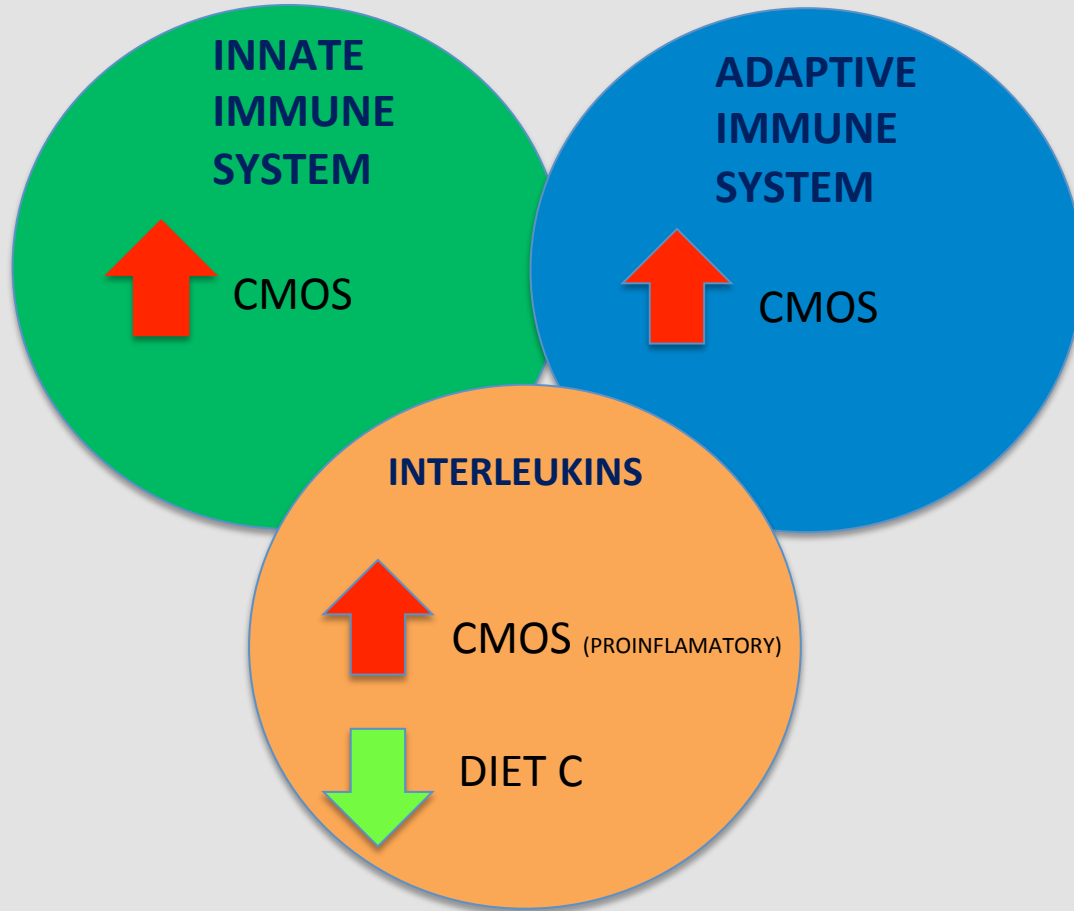 INNATE
IMMUNE
SYSTEM
CMOS
ADAPTIVE
IMMUNE
SYSTEM
CMOS
INTERLEUKINS
CMOS (PROINFLAMATORY)
DIET C